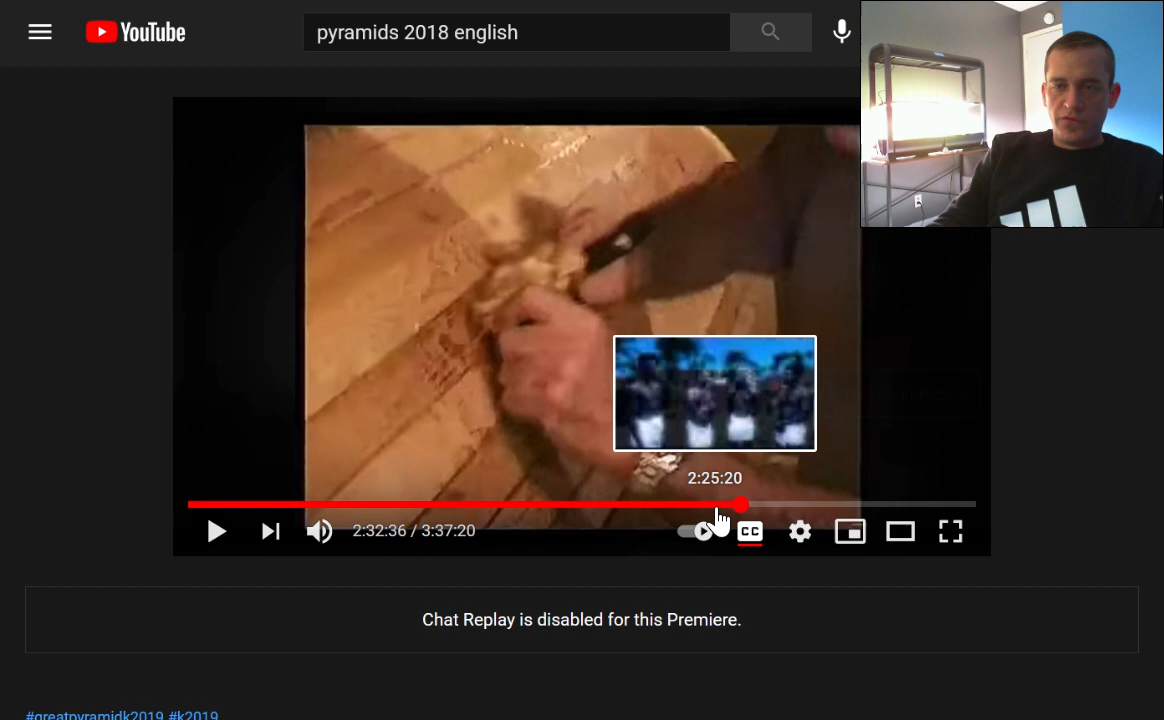 YouTube
pyramids 2018 english
2:25:20
2:32:36 / 3:37:20
CC
Chat Replay is disabled for this Premiere.
#greatpyramidk2019 #k2019